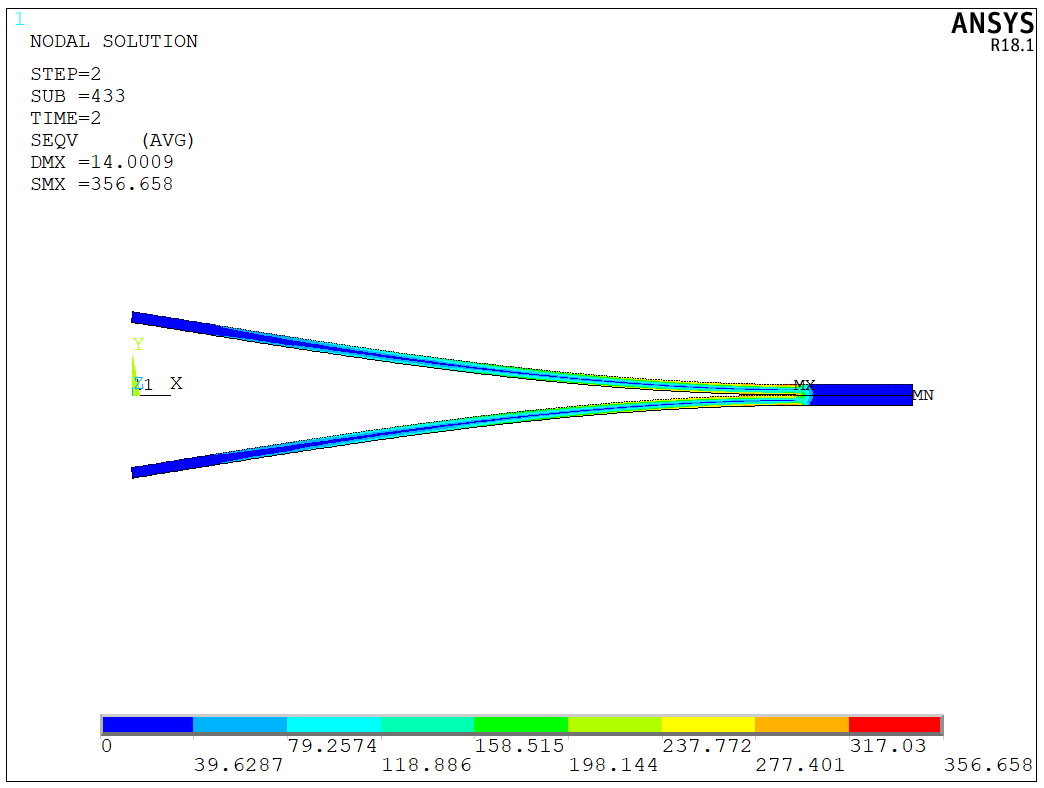 1
ANSYS
R18.1
NODAL SOLUTION
STEP=2
SUB =433
TIME=2
SEQV (AVG)
DMX =14.0009
SMX =356.658
Y
Z1 X
MX
MN
0 79.2574 158.515 237.772 317.03
39.6287 118.886 198.144 277.401 356.658